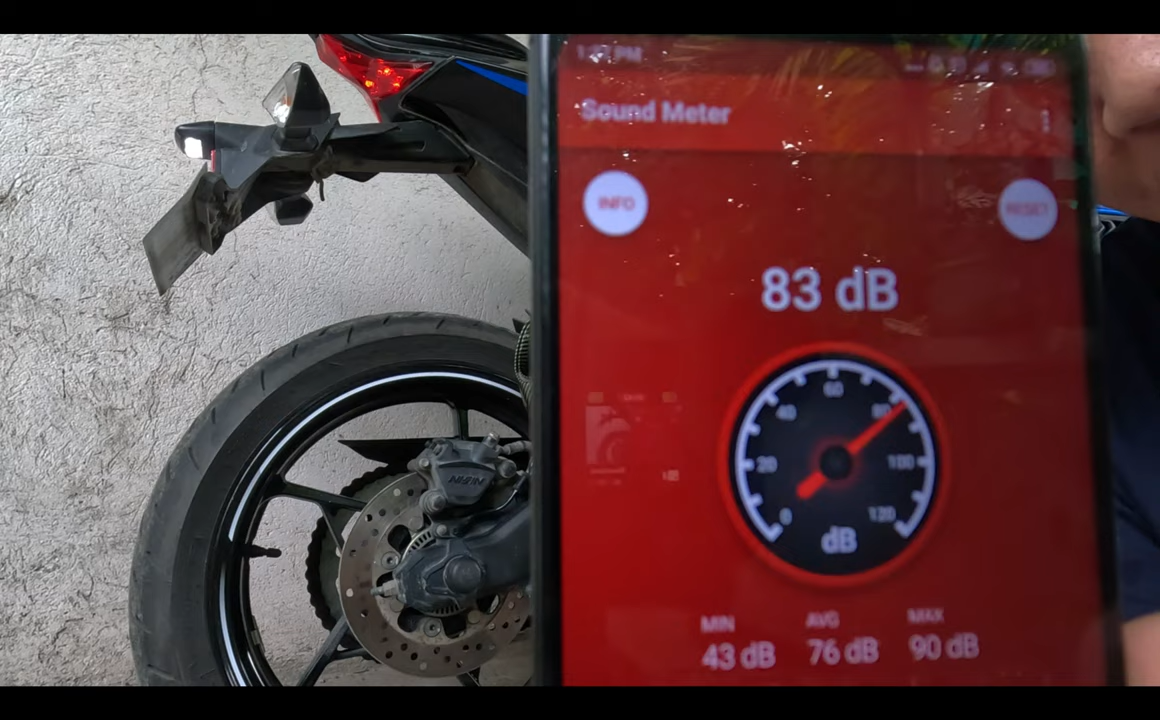 Sound Meter
INFO
RESET
83 dB
0
20
40
60
80
100
120
dB
MIN AVG MAX
43 dB 76 dB 90 dB
NISSIN